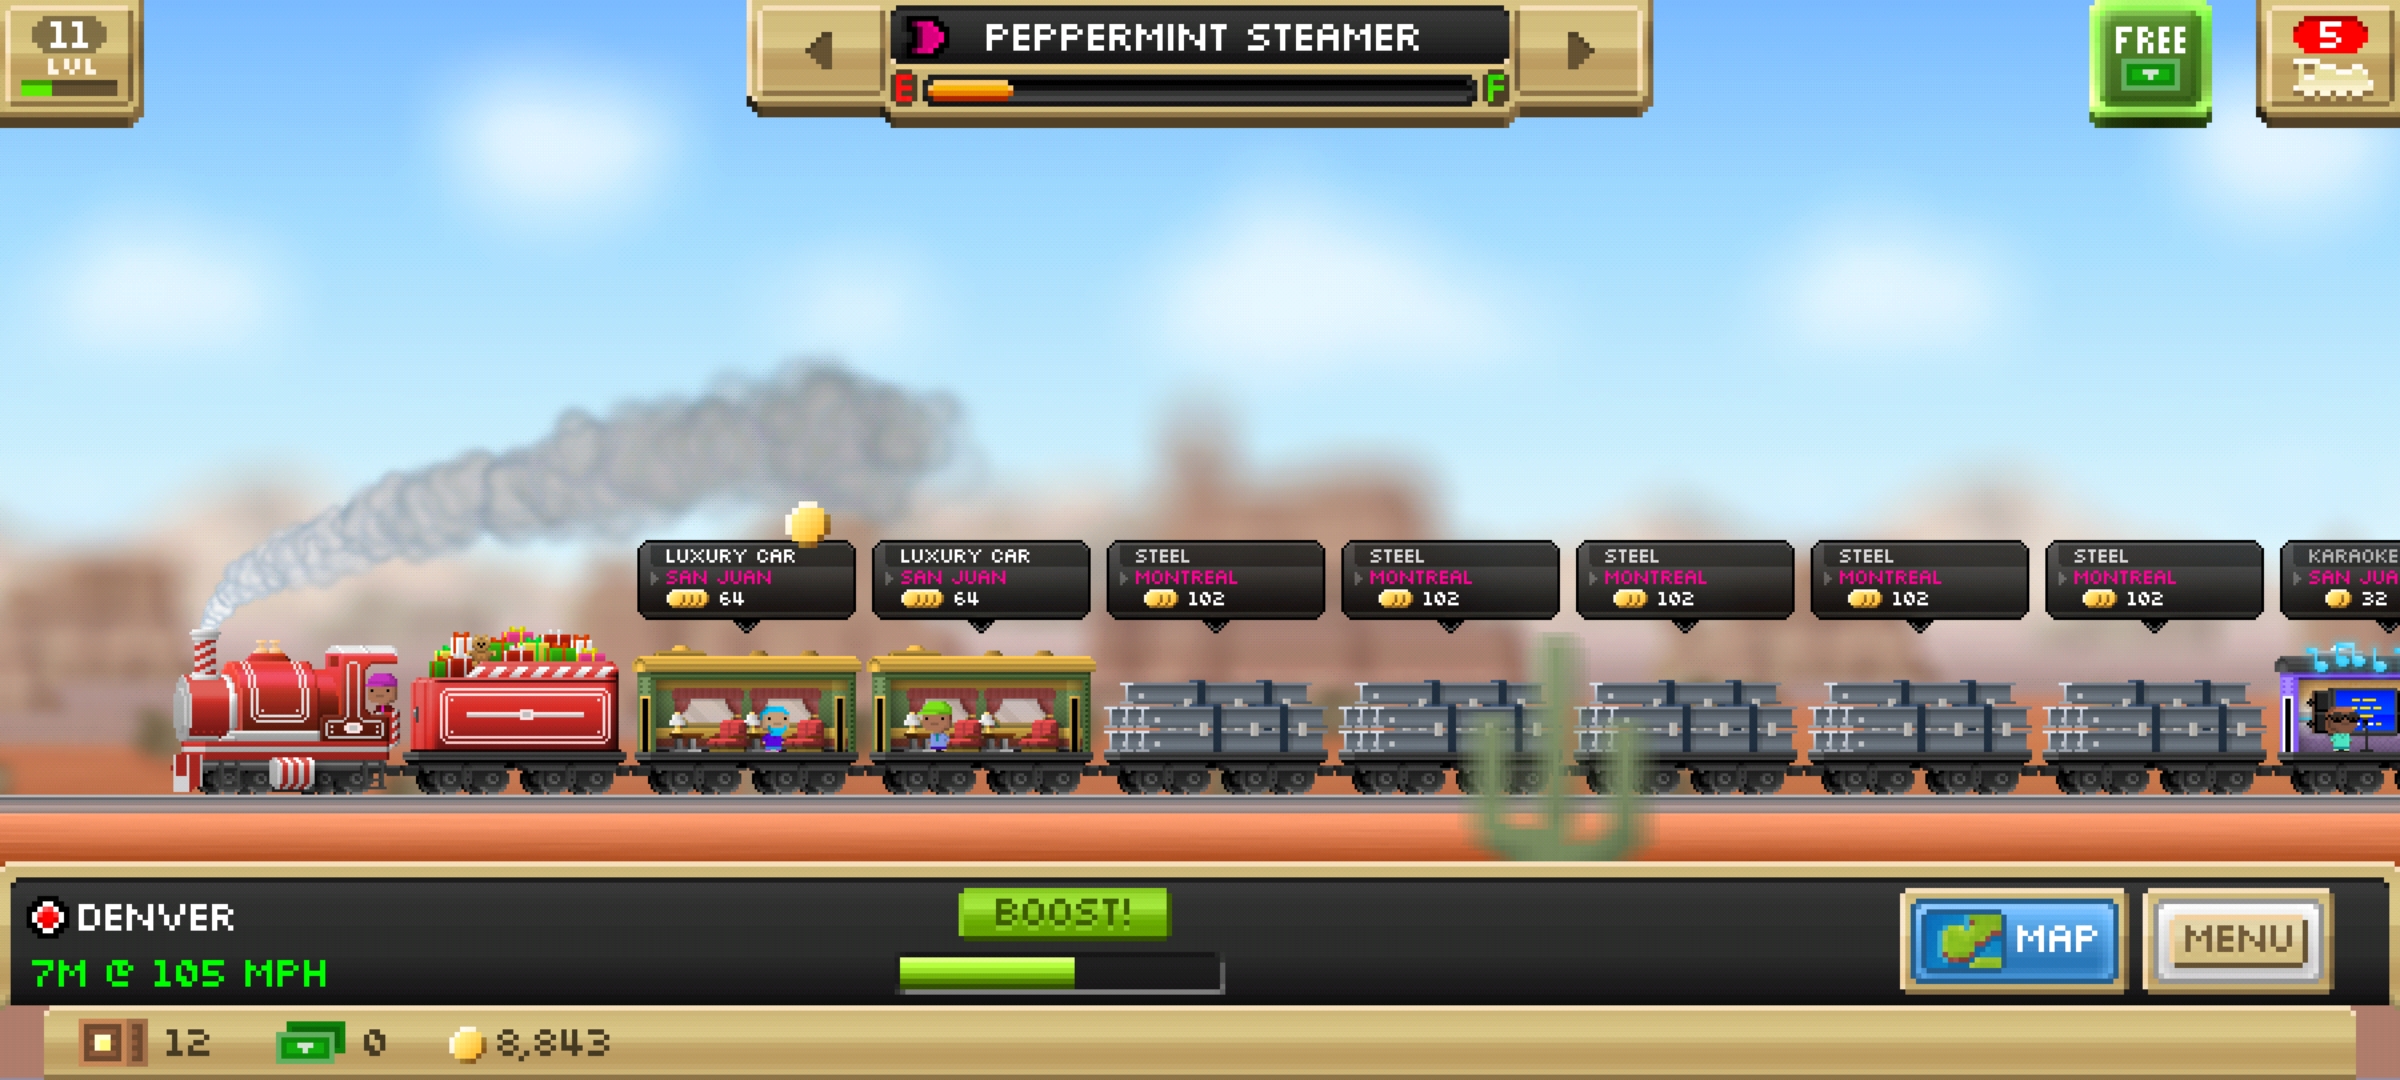 11
LVL
PEPPERMINT STEAMER
E
F
FREE
5
LUXURY CAR
SAN JUAN
64
LUXURY CAR
SAN JUAN
64
STEEL
MONTREAL
102
STEEL
MONTREAL
102
STEEL
MONTREAL
102
STEEL
MONTREAL
102
STEEL
MONTREAL
102
KARAOKE
SAN JUA
32
DENVER
7M @ 105 MPH
BOOST!
MAP
MENU
12
0
8,843